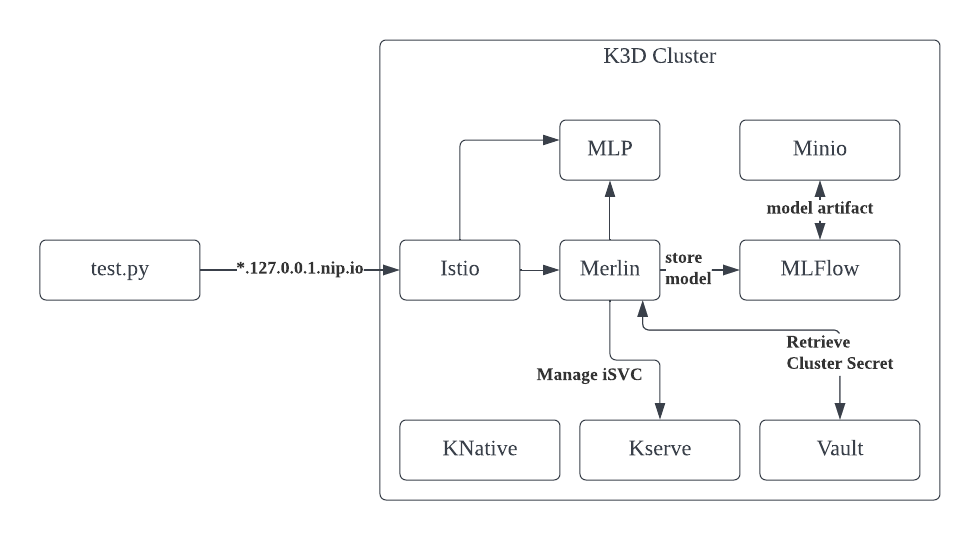 K3D Cluster
MLP
Minio
model artifact
test.py
*.127.0.0.1.nip.io
Istio
Merlin
store
model
MLFlow
Retrieve
Cluster Secret
Manage iSVC
KNative
Kserve
Vault